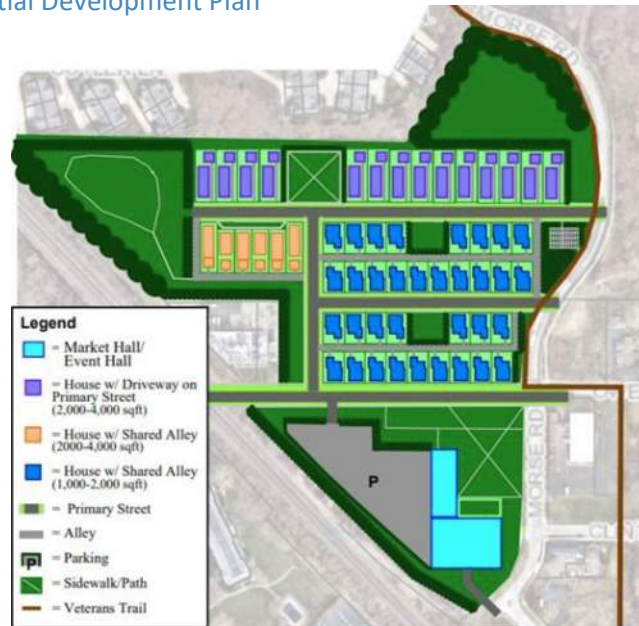 tial Development Plan
MORSE RD
Legend
= Market Hall/
Event Hall
= House w/ Driveway on
Primary Street
(2,000-4,000 sqft)
= House w/ Shared Alley
(2000-4,000 sqft)
= House w/ Shared Alley
(1,000-2,000 sqft)
= Primary Street
= Alley
P
= Parking
= Sidewalk/Path
= Veterans Trail
P
MORSE RD